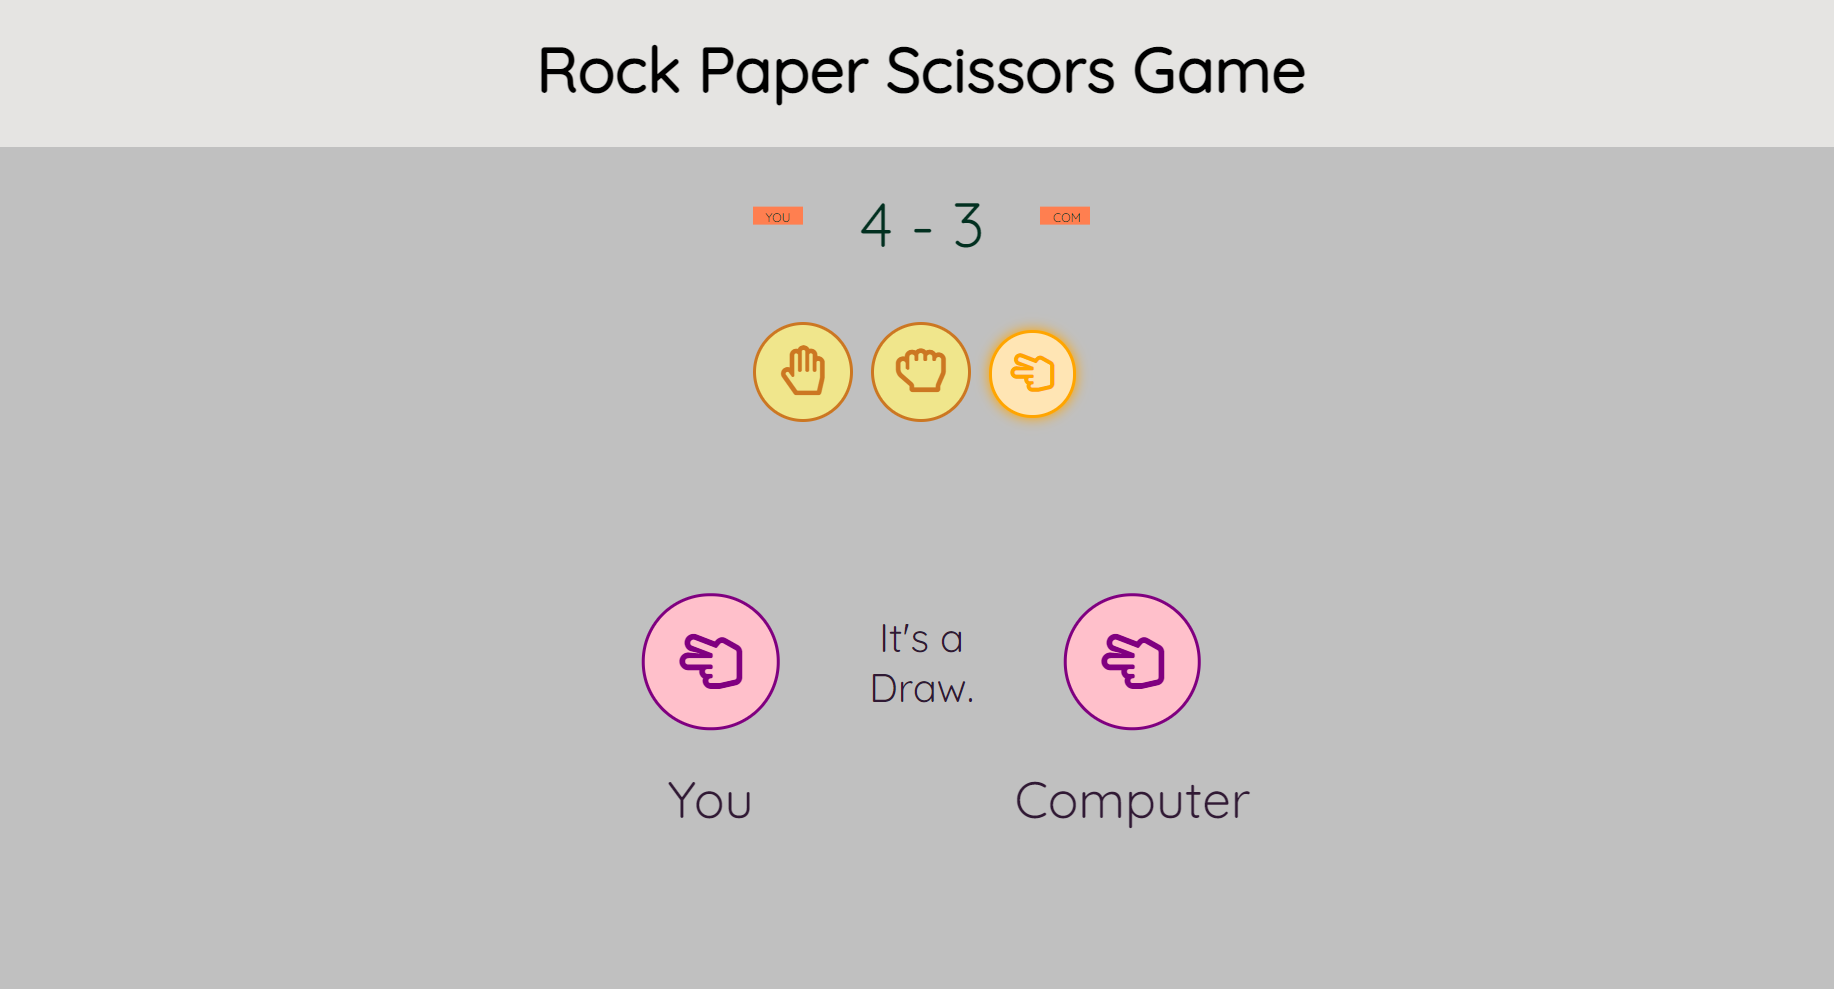 Rock Paper Scissors Game
YOU 4 - 3 COM
It's a
Draw.
You Computer